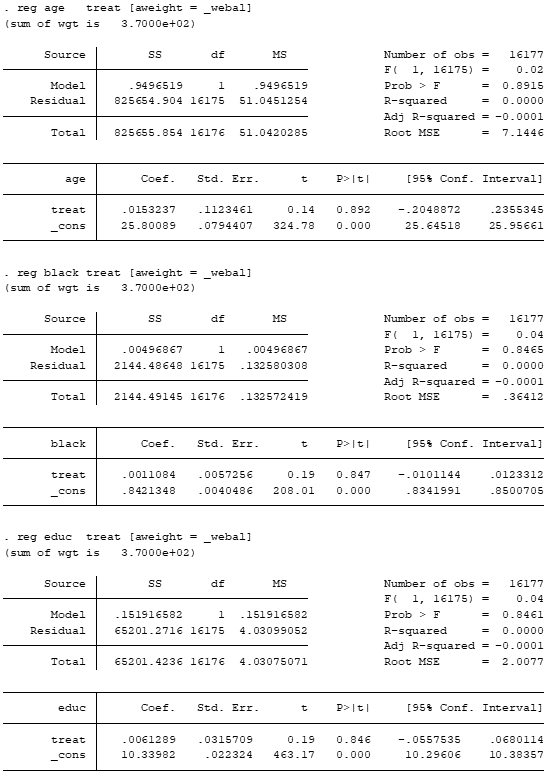 . reg age treat [aweight = _webal]
(sum of wgt is 3.7000e+02)
Source SS df MS Number of obs = 16177
F( 1, 16175) = 0.02
Model .9496519 1 .9496519 Prob > F = 0.8915
Residual 825654.904 16175 51.0451254 R-squared = 0.0000
Adj R-squared = -0.0001
Total 825655.854 16176 51.0420285 Root MSE = 7.1446
age Coef. Std. Err. t P>|t| [95% Conf. Interval]
treat .0153237 .1123461 0.14 0.892 -.2048872 .2355345
_cons 25.80089 .0794407 324.78 0.000 25.64518 25.95661
. reg black treat [aweight = _webal]
(sum of wgt is 3.7000e+02)
Source SS df MS Number of obs = 16177
F( 1, 16175) = 0.04
Model .00496867 1 .00496867 Prob > F = 0.8465
Residual 2144.48648 16175 .132580308 R-squared = 0.0000
Adj R-squared = -0.0001
Total 2144.49145 16176 .132572419 Root MSE = .36412
black Coef. Std. Err. t P>|t| [95% Conf. Interval]
treat .0011084 .0057256 0.19 0.847 -.0101144 .0123312
_cons .8421348 .0040486 208.01 0.000 .8341991 .8500705
. reg educ treat [aweight = _webal]
(sum of wgt is 3.7000e+02)
Source SS df MS Number of obs = 16177
F( 1, 16175) = 0.04
Model .151916582 1 .151916582 Prob > F = 0.8461
Residual 65201.2716 16175 4.03099052 R-squared = 0.0000
Adj R-squared = -0.0001
Total 65201.4236 16176 4.03075071 Root MSE = 2.0077
educ Coef. Std. Err. t P>|t| [95% Conf. Interval]
treat .0061289 .0315709 0.19 0.846 -.0557535 .0680114
_cons 10.33982 .022324 463.17 0.000 10.29606 10.38357